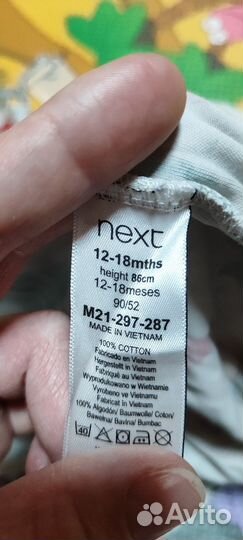 next
12-18mths
height 86cm
12-18meses
90/52
M21-297-287
MADE IN VIETNAM
100% COTTON
Fabricado en Vietnam
Hergestellt in Vietnam
Fabriqué au Vietnam
Wyprodukowano w Wietnamie
Vyrobeno ve Vietnamu
Fabricat in Vietnam
100% Algodón/ Baumwolle/ Coton/
Bawełna/ Bavlna/ Bumbac
40
Avito